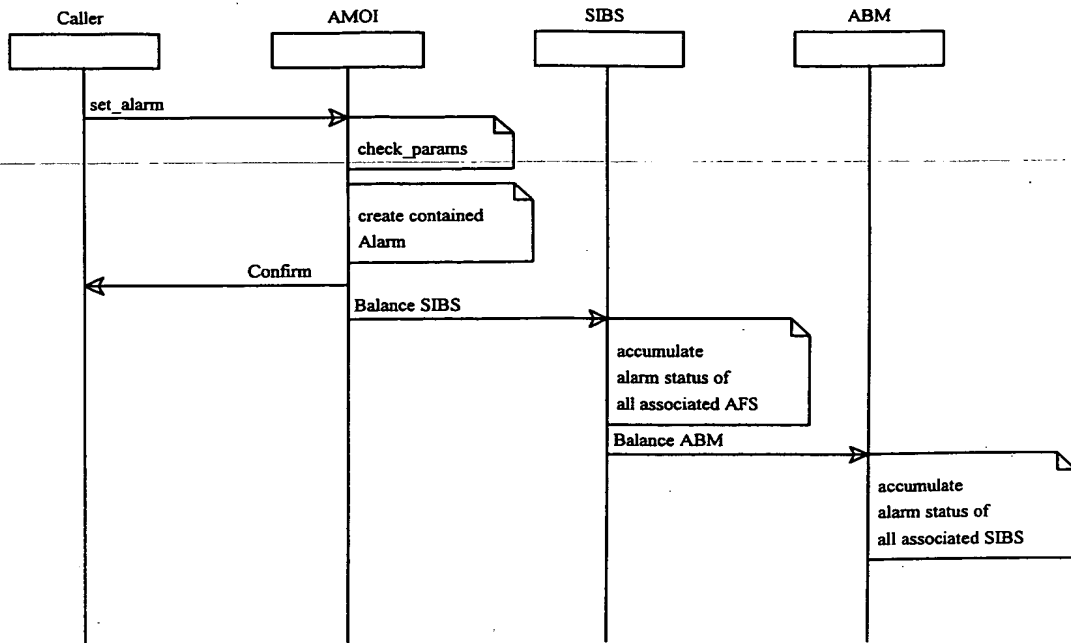 Caller
AMOI
SIBS
ABM
set_alarm
check_params
create contained
Alarm
Confirm
Balance SIBS
accumulate
alarm status of
all associated AFS
Balance ABM
accumulate
alarm status of
all associated SIBS